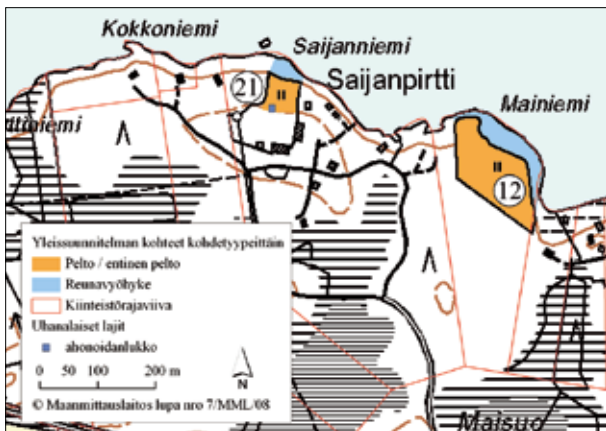 Kokkoniemi
Saijanniemi
Saijanpirtti
Mainiemi
21
12
Yleissuunnitelman kohteet kohdetyypeittäin
Pelto / entinen pelto
Reunavyöhyke
Kiinteistörajaviiva
Uhanalaiset lajit
ahonoidanlukko
0 50 100 200 m
N
© Maanmittauslaitos lupa nro 7/MML/08
Maisuo